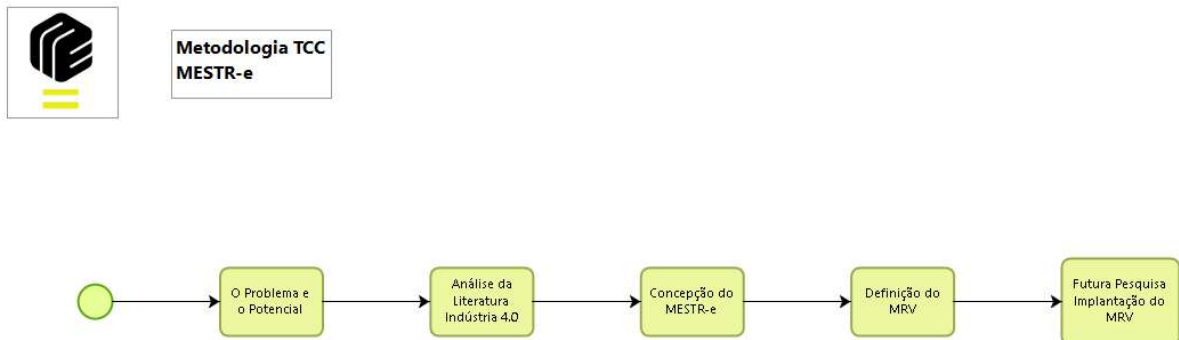 Metodologia TCC
MESTR-e
O Problema e
o Potencial
Análise da
Literatura
Indústria 4.0
Concepção do
MESTR-e
Definição do
MRV
Futura Pesquisa
Implantação do
MRV